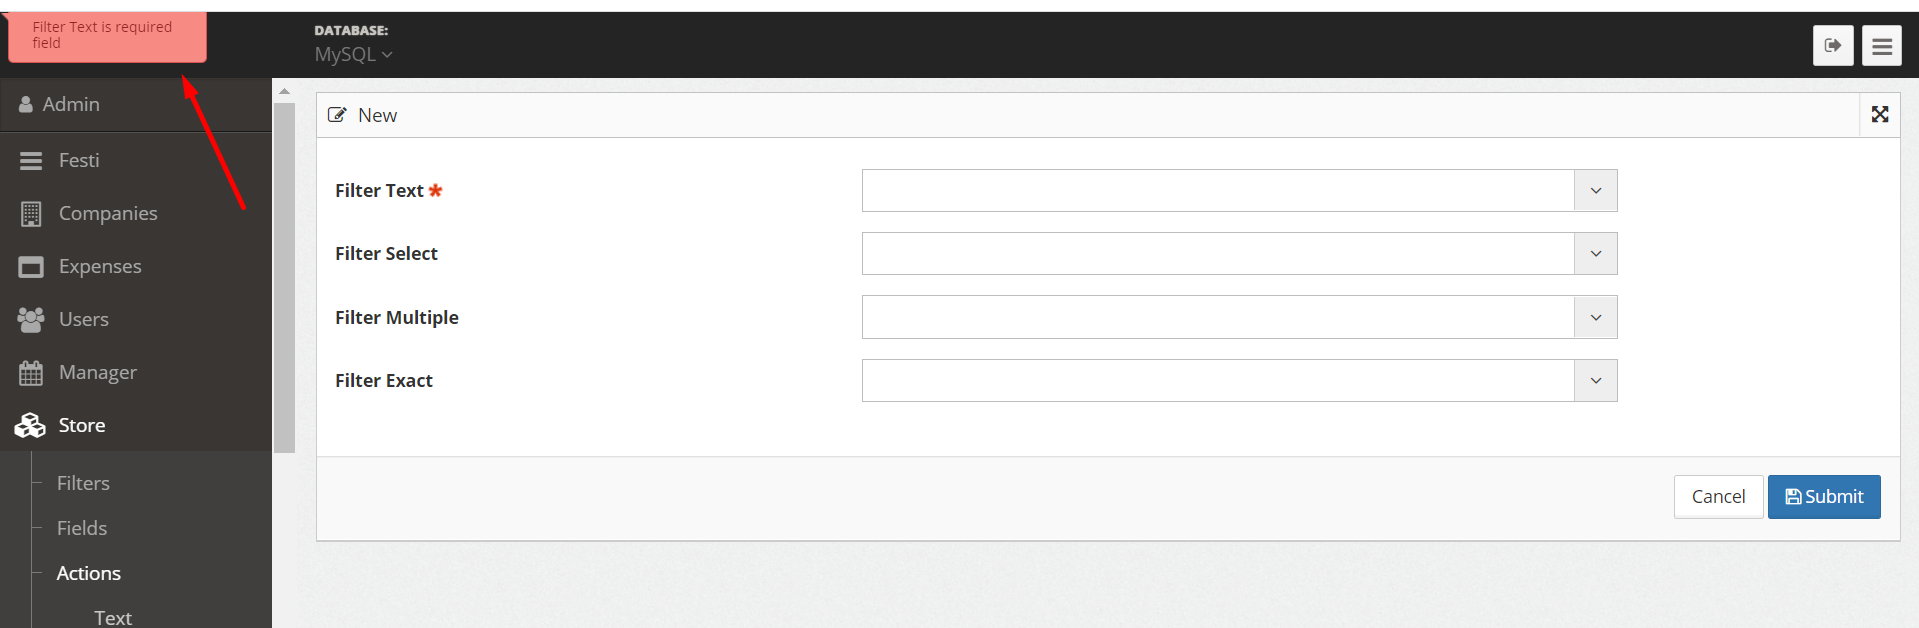 Filter Text is required
field
DATABASE:
MySQL
Admin
Festi
Companies
Expenses
Users
Manager
Store
Filters
Fields
Actions
Text
New
Filter Text *
Filter Select
Filter Multiple
Filter Exact
Cancel
Submit